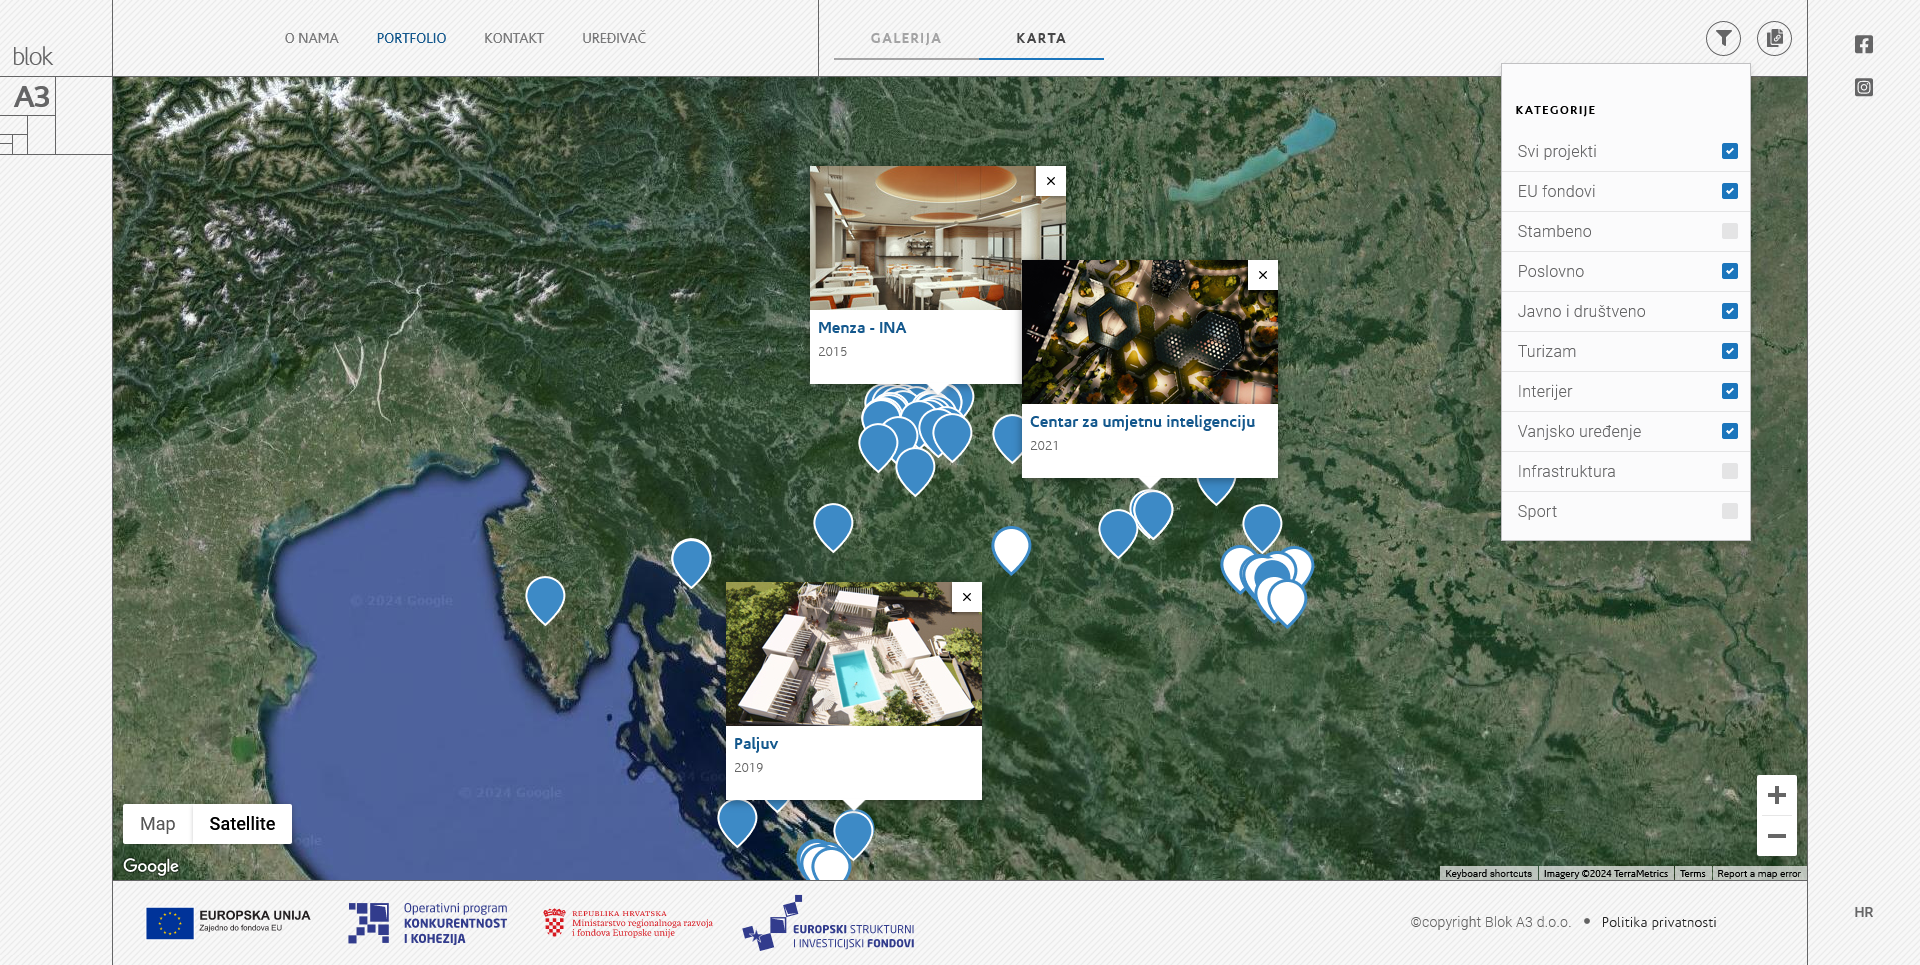 blok
A3
O NAMA
PORTFOLIO
KONTAKT
UREĐIVAČ
GALERIJA
KARTA
KATEGORIJE
Svi projekti
EU fondovi
Stambeno
Poslovno
Javno i društveno
Turizam
Interijer
Vanjsko uređenje
Infrastruktura
Sport
Menza - INA
2015
Centar za umjetnu inteligenciju
2021
Paljuv
2019
© 2024 Google
© 2024 Google
Map
Satellite
Google
Keyboard shortcuts
Imagery ©2024 TerraMetrics
Terms
Report a map error
EUROPSKA UNIJA
Zajedno do fondova EU
Operativni program
KONKURENTNOST
I KOHEZIJA
REPUBLIKA HRVATSKA
Ministarstvo regionalnoga razvoja
i fondova Europske unije
EUROPSKI STRUKTURNI
I INVESTICIJSKI FONDOVI
©copyright Blok A3 d.o.o. • Politika privatnosti
HR